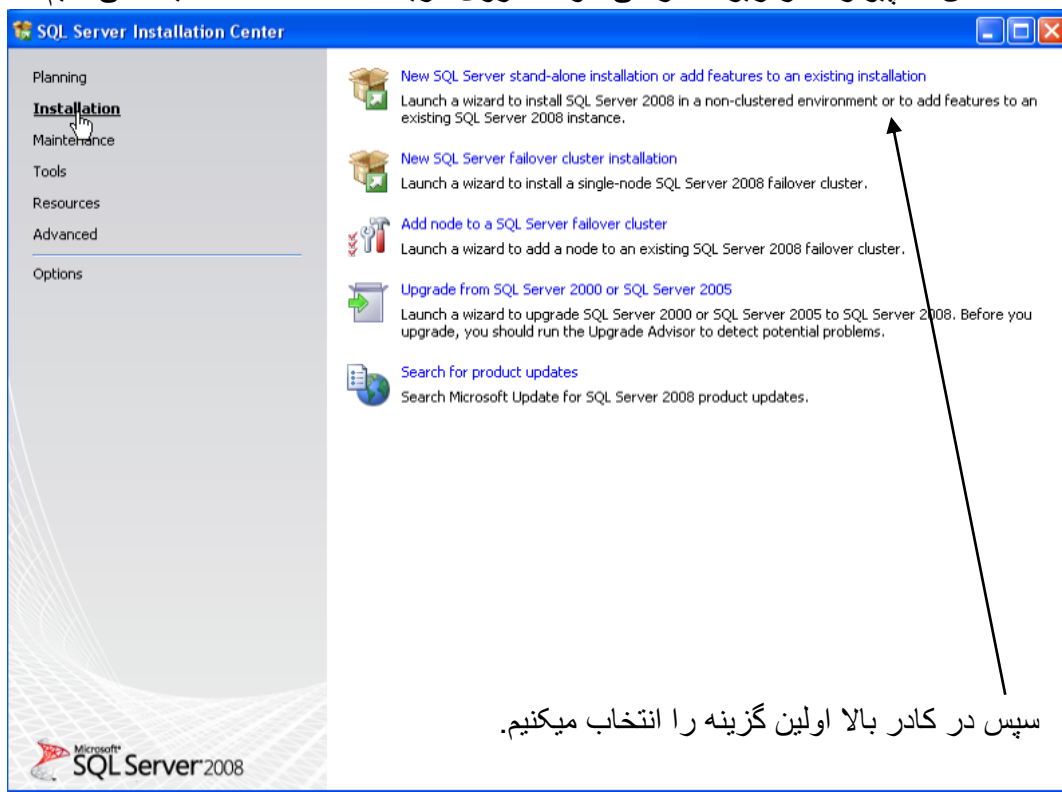 SQL Server Installation Center
Planning
Installation
Maintenance
Tools
Resources
Advanced
Options
New SQL Server stand-alone installation or add features to an existing installation
Launch a wizard to install SQL Server 2008 in a non-clustered environment or to add features to an
existing SQL Server 2008 instance.
New SQL Server failover cluster installation
Launch a wizard to install a single-node SQL Server 2008 failover cluster.
Add node to a SQL Server failover cluster
Launch a wizard to add a node to an existing SQL Server 2008 failover cluster.
Upgrade from SQL Server 2000 or SQL Server 2005
Launch a wizard to upgrade SQL Server 2000 or SQL Server 2005 to SQL Server 2008. Before you
upgrade, you should run the Upgrade Advisor to detect potential problems.
Search for product updates
Search Microsoft Update for SQL Server 2008 product updates.
سپس در کادر بالا اولین گزینه را انتخاب میکنیم.
Microsoft
SQL Server 2008